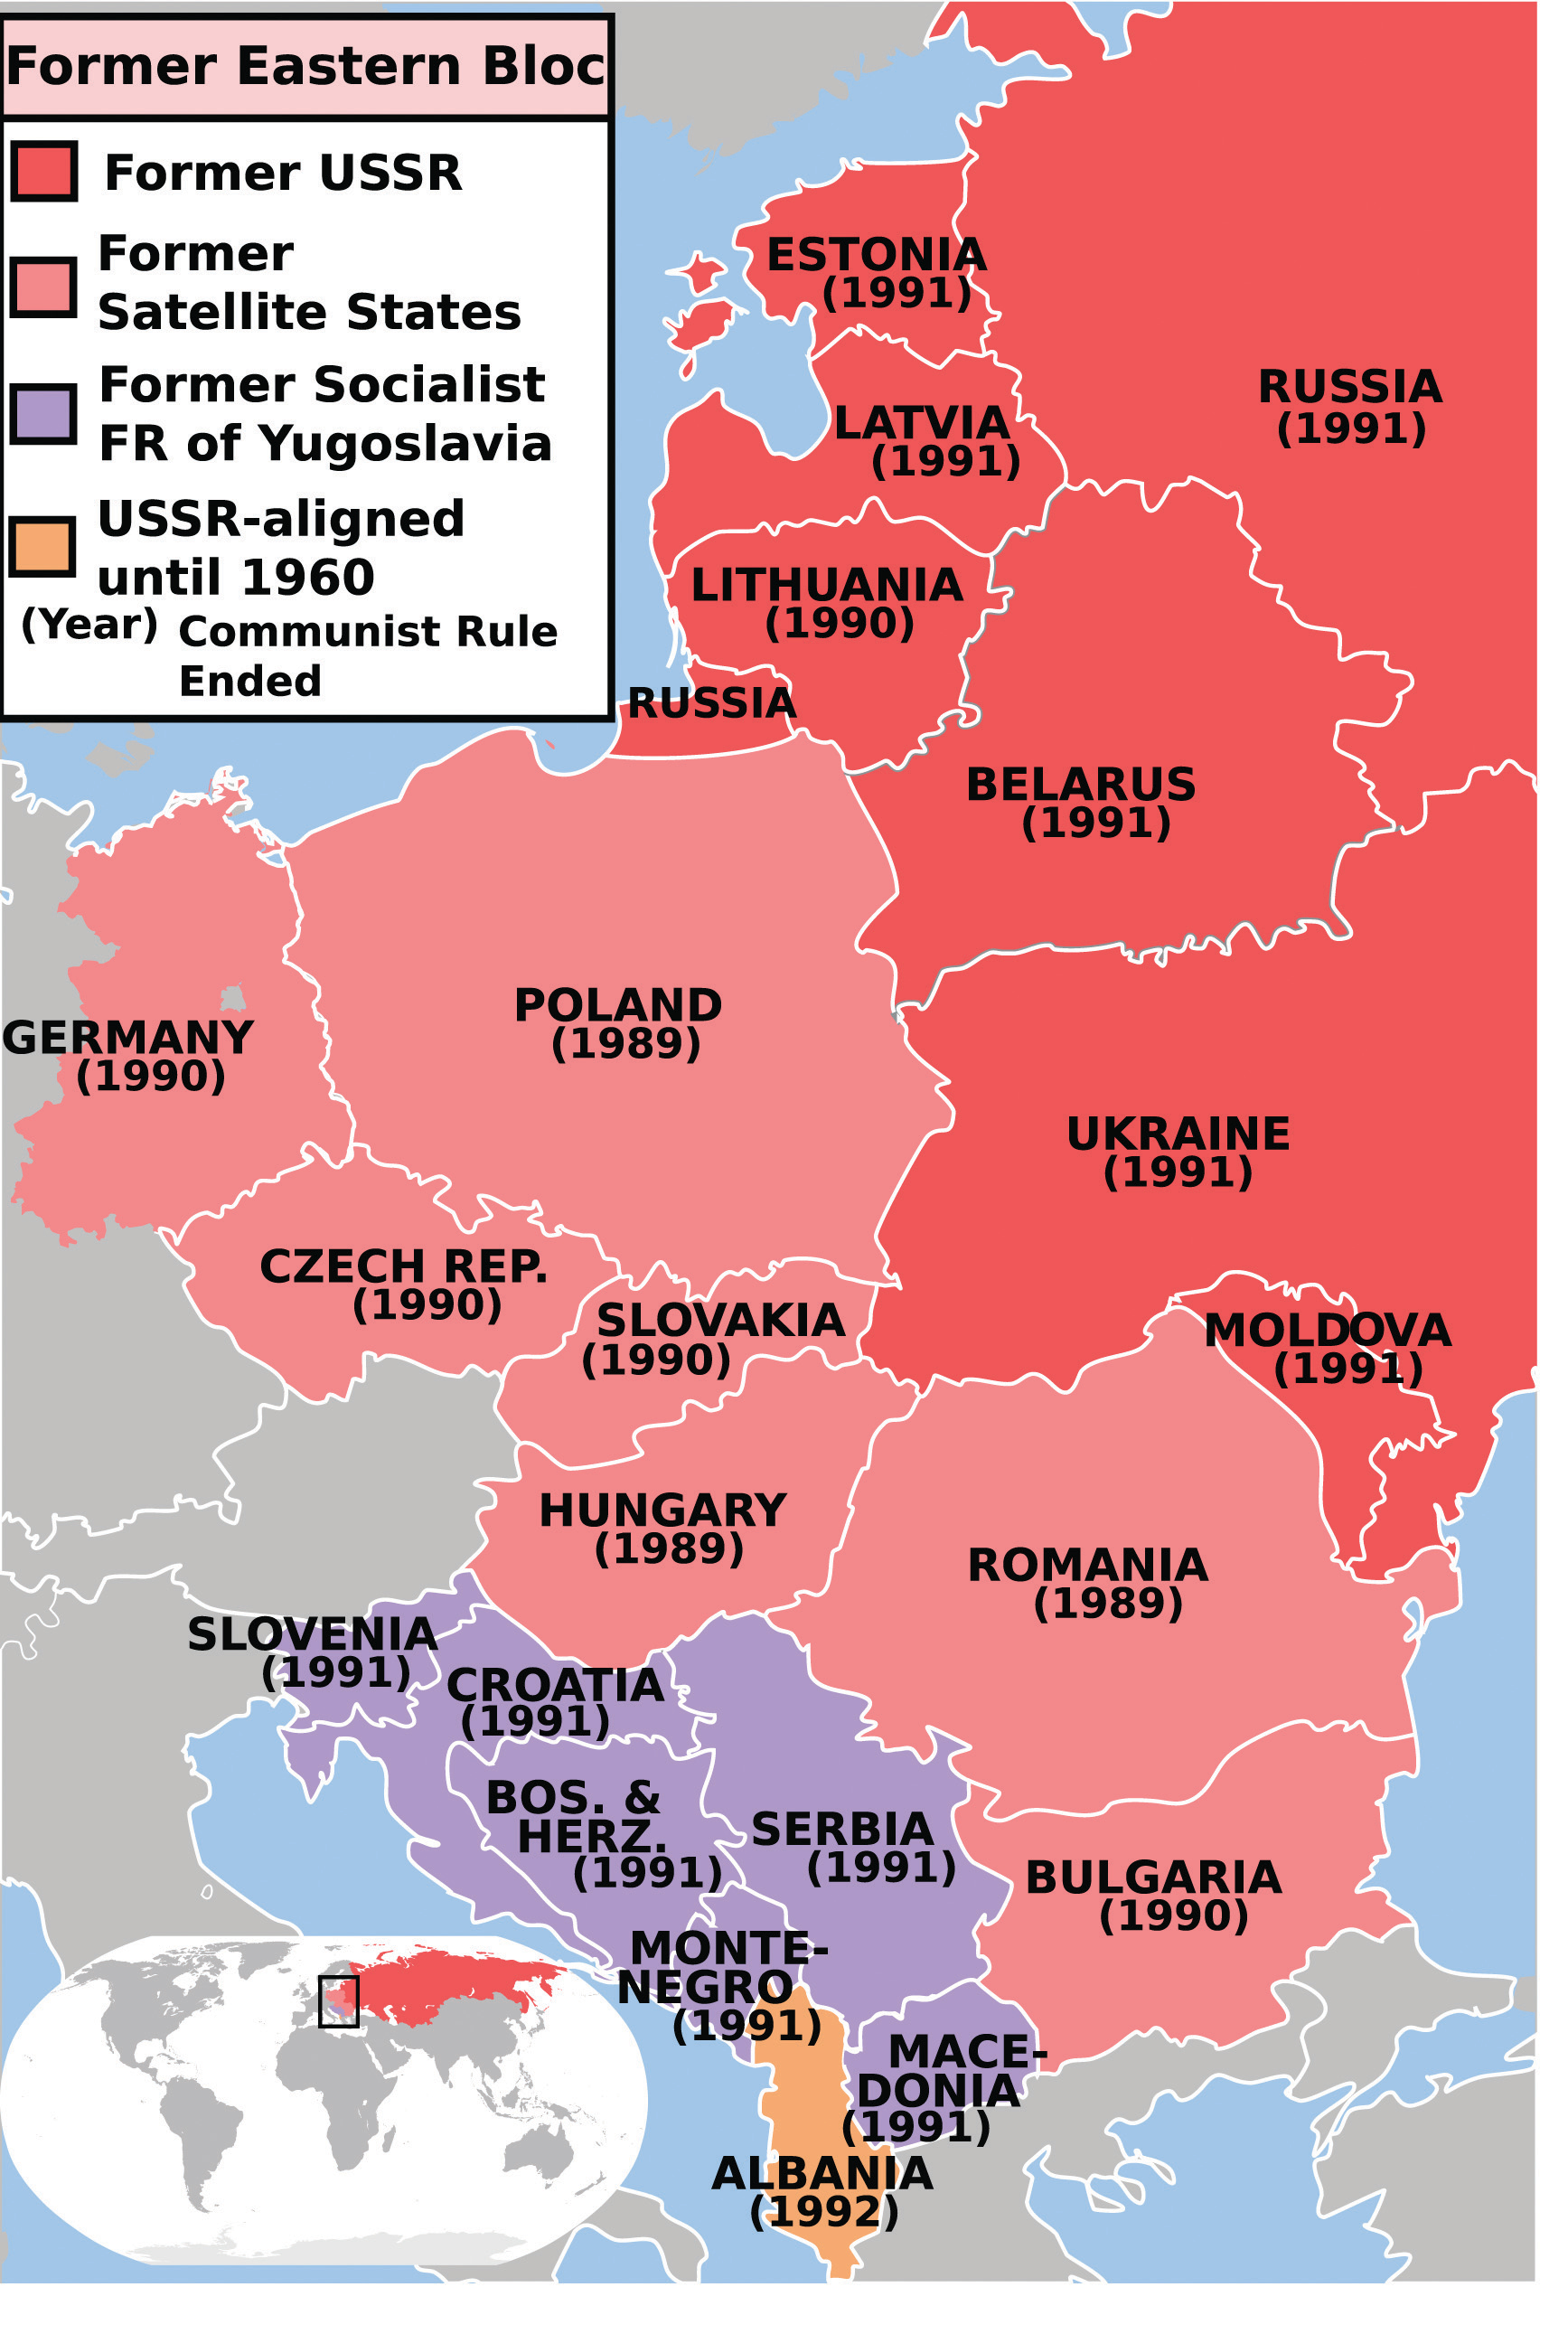 Former Eastern Bloc
Former USSR
Former
Satellite States
Former Socialist
FR of Yugoslavia
USSR-aligned
until 1960
(Year) Communist Rule
Ended
ESTONIA
(1991)
RUSSIA
(1991)
LATVIA
(1991)
LITHUANIA
(1990)
RUSSIA
BELARUS
(1991)
POLAND
(1989)
GERMANY
(1990)
UKRAINE
(1991)
CZECH REP.
(1990)
SLOVAKIA
(1990)
MOLDOVA
(1991)
HUNGARY
(1989)
ROMANIA
(1989)
SLOVENIA
(1991)
CROATIA
(1991)
BOS. &
HERZ.
(1991)
SERBIA
(1991)
BULGARIA
(1990)
MONTE-
NEGRO
(1991)
MACE-
DONIA
(1991)
ALBANIA
(1992)